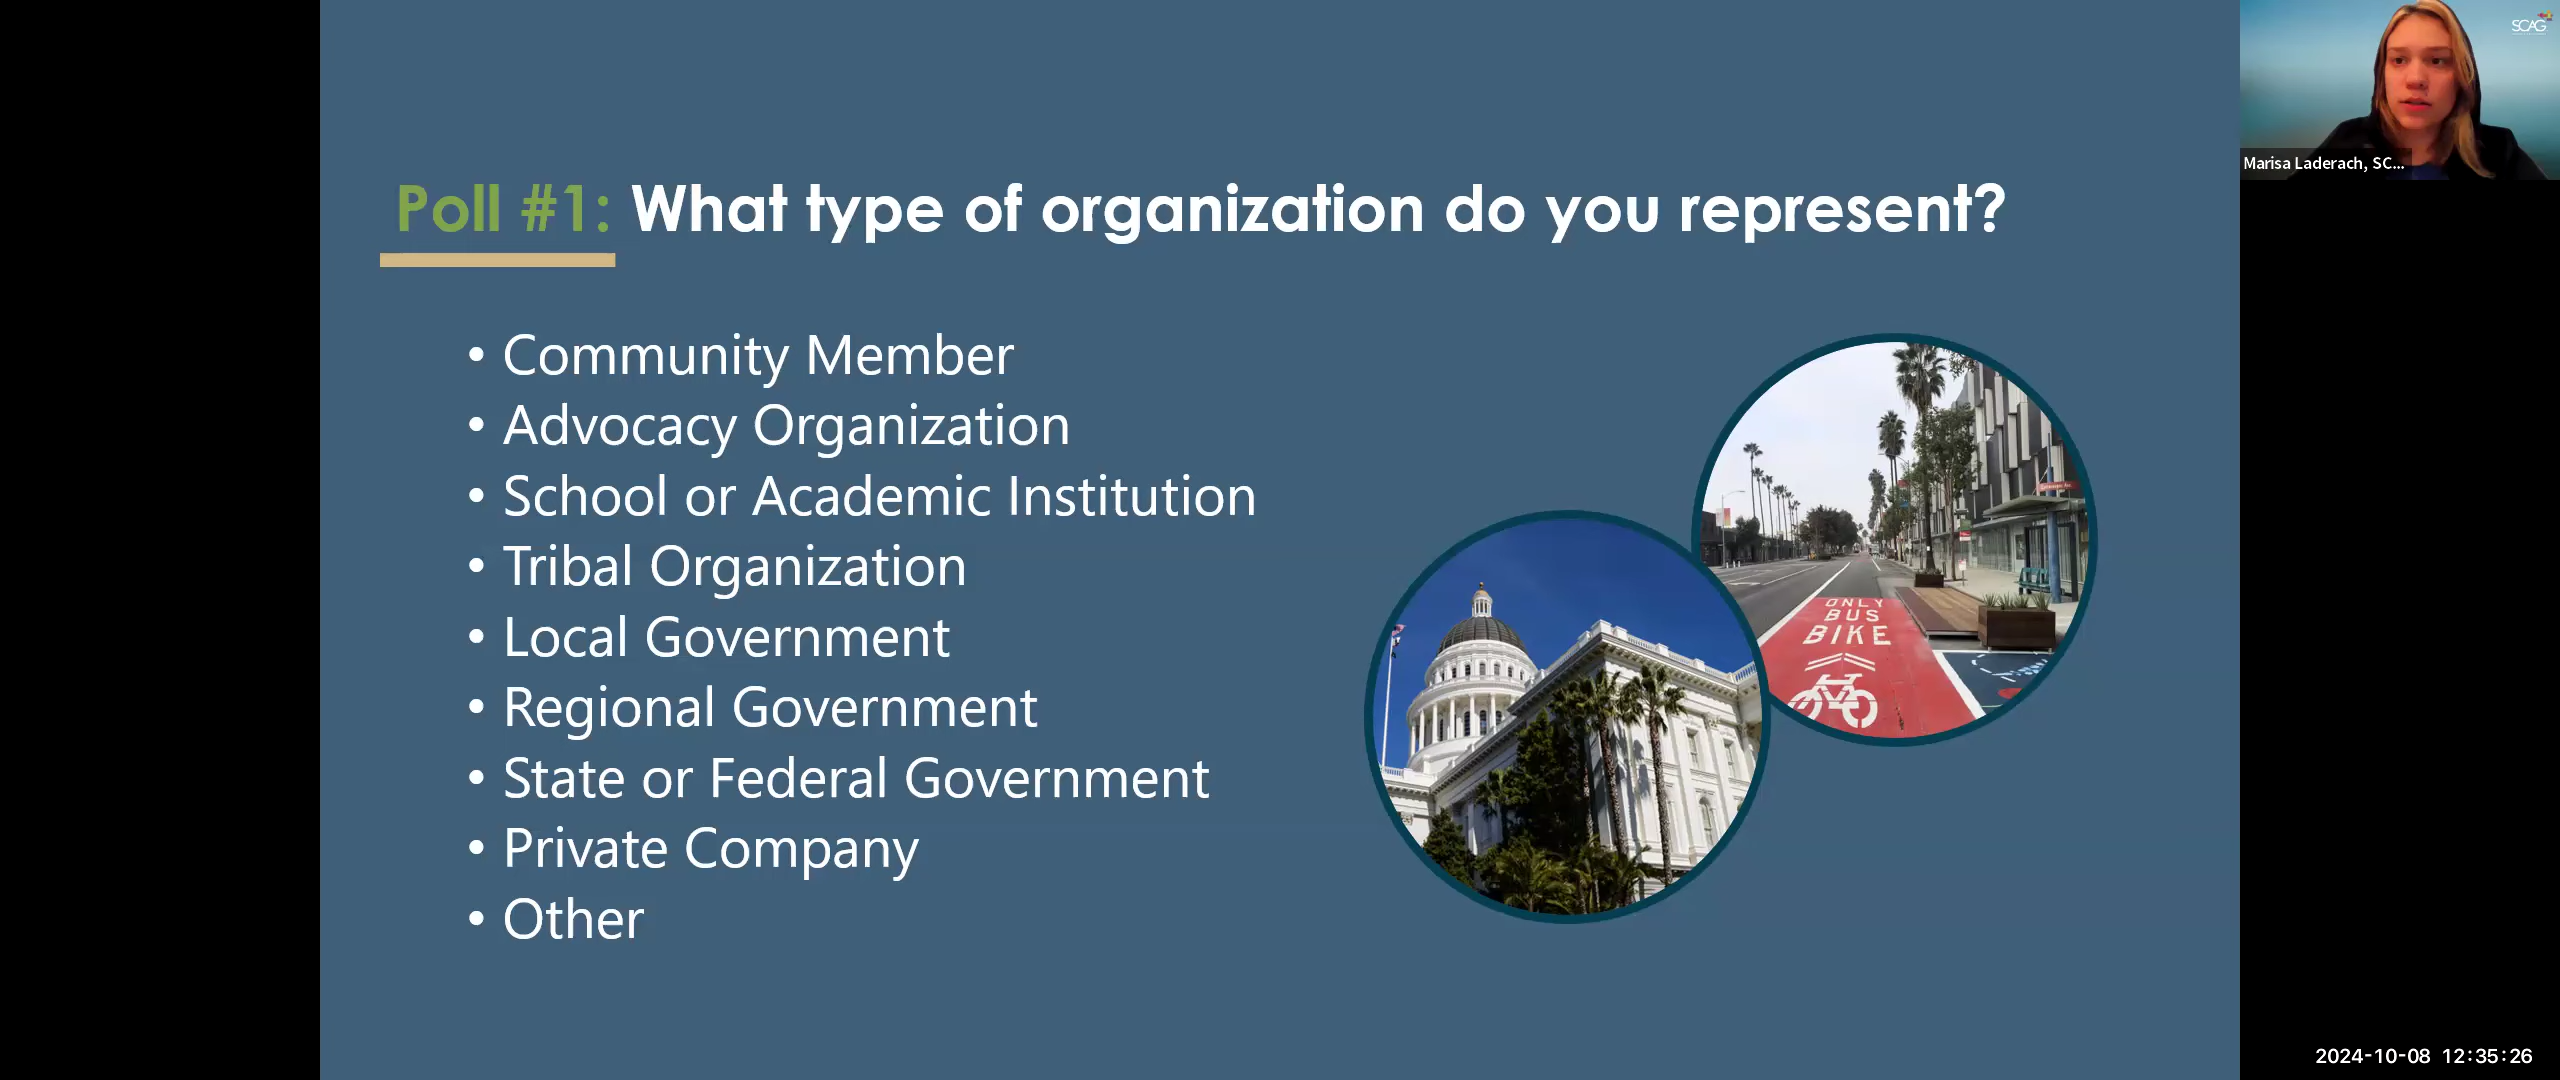 SCAG
Marisa Laderach, SC...
Poll #1: What type of organization do you represent?
• Community Member
• Advocacy Organization
• School or Academic Institution
• Tribal Organization
• Local Government
• Regional Government
• State or Federal Government
• Private Company
• Other
ONLY
BUS
BIKE
2024-10-08 12:35:26